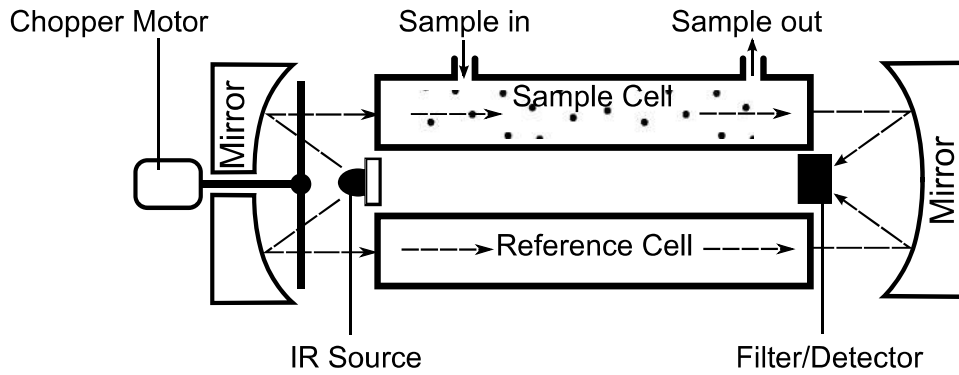 Chopper Motor
Sample in
Sample out
Mirror
Sample Cell
Mirror
Reference Cell
IR Source
Filter/Detector